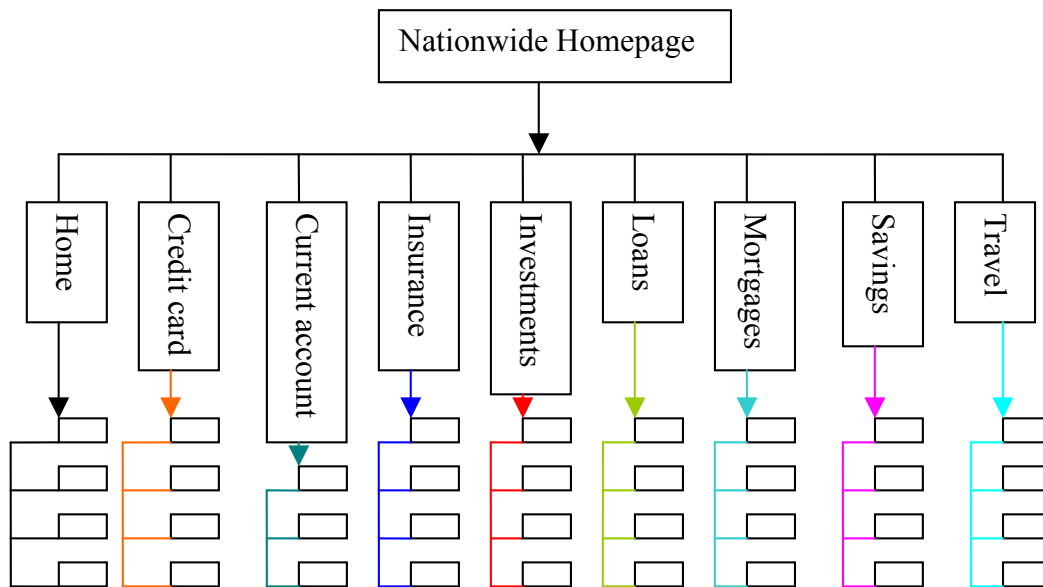 Nationwide Homepage
Home
Credit card
Current account
Insurance
Investments
Loans
Mortgages
Savings
Travel